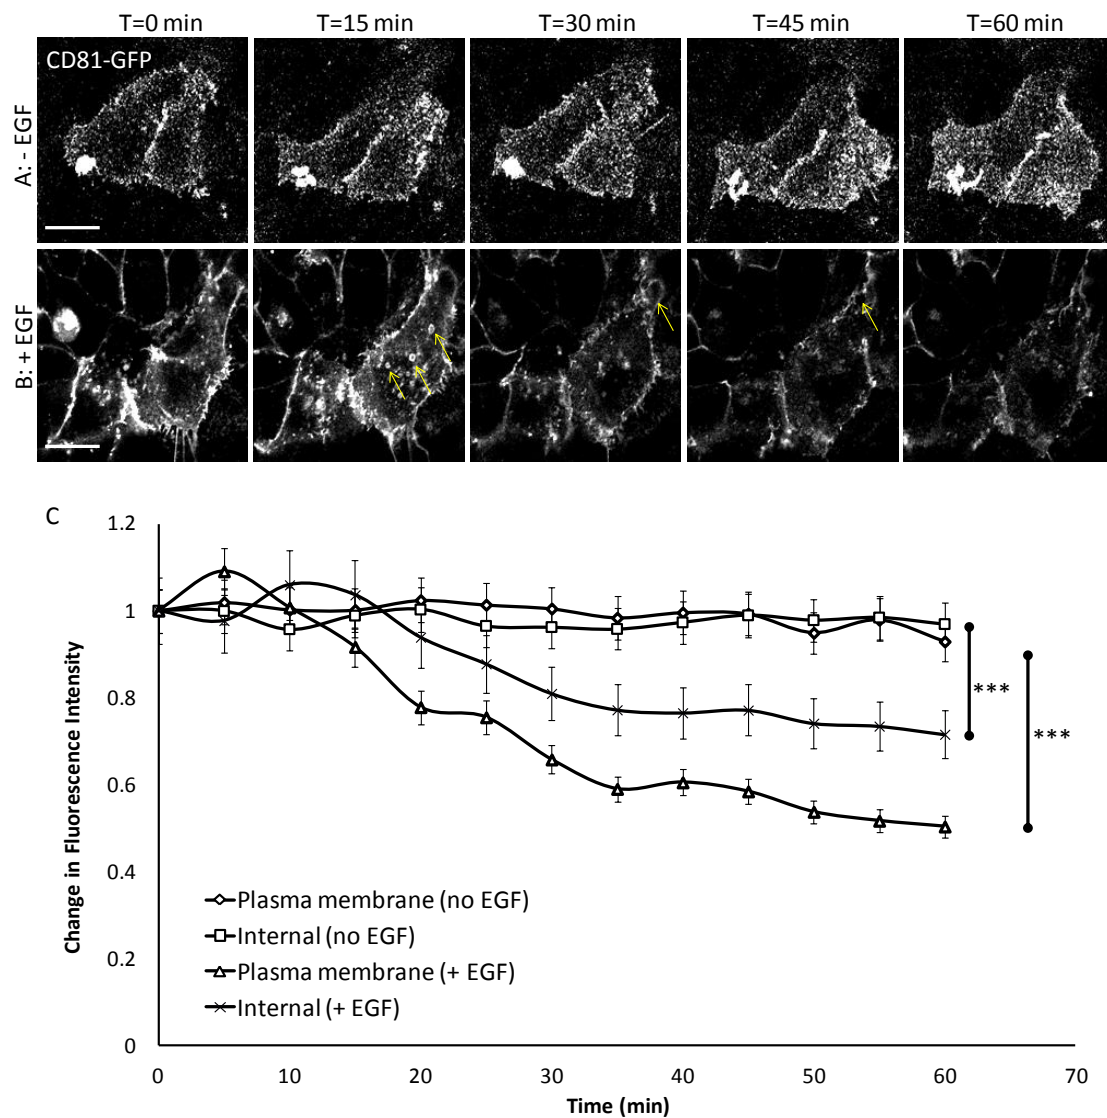 T=0 min T=15 min T=30 min T=45 min T=60 min
CD81-GFP
A: - EGF
B: + EGF
C
1.2
1
0.8
0.6
0.4
0.2
0
Change in Fluorescence Intensity
***
***
Plasma membrane (no EGF)
Internal (no EGF)
Plasma membrane (+ EGF)
Internal (+ EGF)
0 10 20 30 40 50 60 70
Time (min)